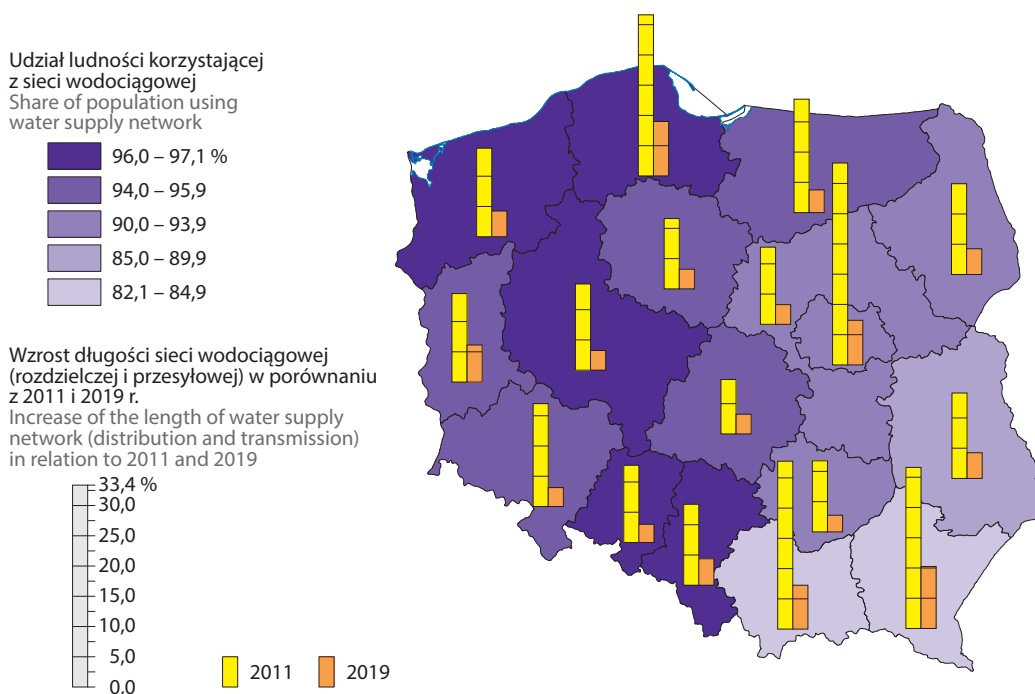 Udział ludności korzystającej
z sieci wodociągowej
Share of population using
water supply network
96,0 – 97,1 %
94,0 – 95,9
90,0 – 93,9
85,0 – 89,9
82,1 – 84,9
Wzrost długości sieci wodociągowej
(rozdzielczej i przesyłowej) w porównaniu
z 2011 i 2019 r.
Increase of the length of water supply
network (distribution and transmission)
in relation to 2011 and 2019
33,4 %
30,0
25,0
20,0
15,0
10,0
5,0
0,0
2011 2019